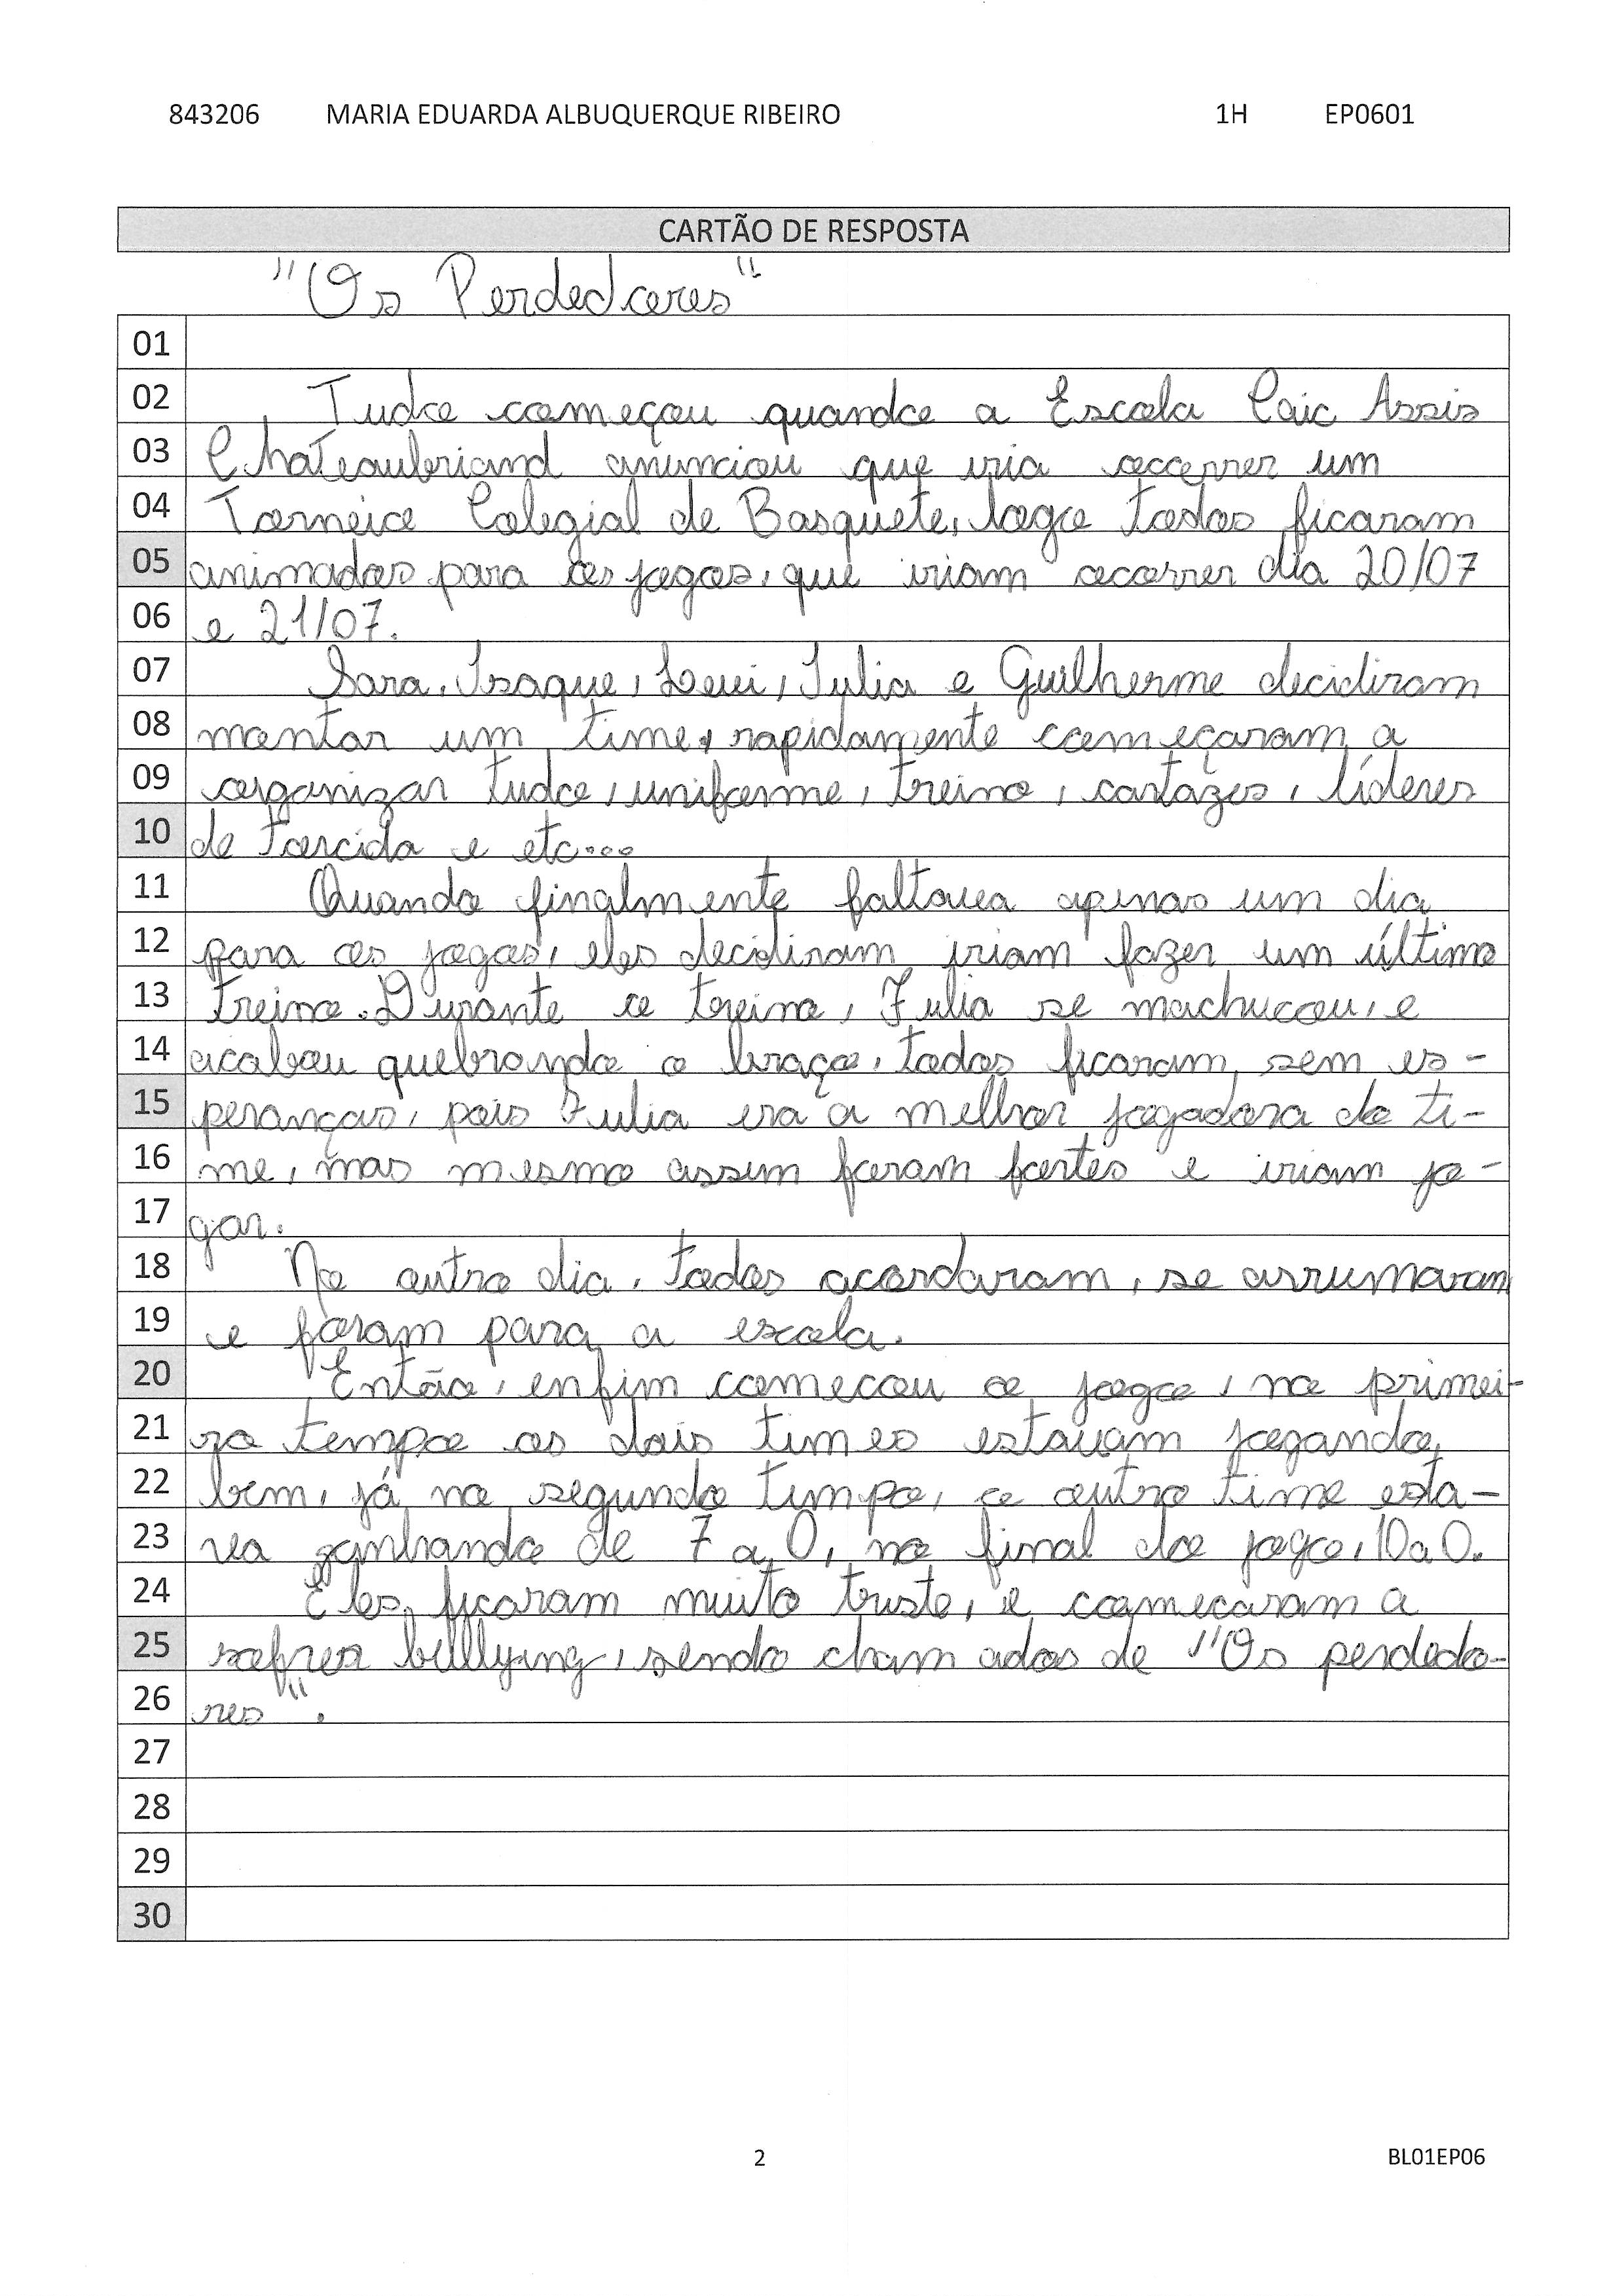 843206 MARIA EDUARDA ALBUQUERQUE RIBEIRO 1H EP0601
CARTÃO DE RESPOSTA
"Os Perdedores"
01
02 Tudo começou quando a Escola Caic Assis
03 Chateaubriand anunciou que iria ocorrer um
04 Torneio Colegial de Basquete, logo todos ficaram
05 animados para os jogos, que iriam ocorrer dia 20/07
06 e 21/07.
07 Sara, Isaque, Levi, Julia e Guilherme decidiram
08 montar um time, rapidamente começaram a
09 organizar tudo, uniforme, treino, cartazes, líderes
10 de torcida e etc...
11 Quando finalmente faltava apenas um dia
12 para os jogos, eles decidiram iriam fazer um último
13 treino. Durante o treino, Julia se machucou, e
14 acabou quebrando o braço, todos ficaram sem es-
15 peranças, pois Julia era a melhor jogadora do ti-
16 me, mas mesmo assim foram fortes e iriam jo-
17 gar.
18 No outro dia, todos acordaram, se arrumaram
19 e foram para a escola.
20 Então, enfim comecou o jogo, no primei-
21 ro tempo os dois times estavam jogando
22 bem, já no segundo tempo, o outro time esta-
23 va ganhando de 7 a 0, no final do jogo, 10 a 0.
24 Eles ficaram muito triste, e comecaram a
25 sofrer bullying, sendo chamados de "Os perdedo-
26 res".
27
28
29
30
2 BL01EP06